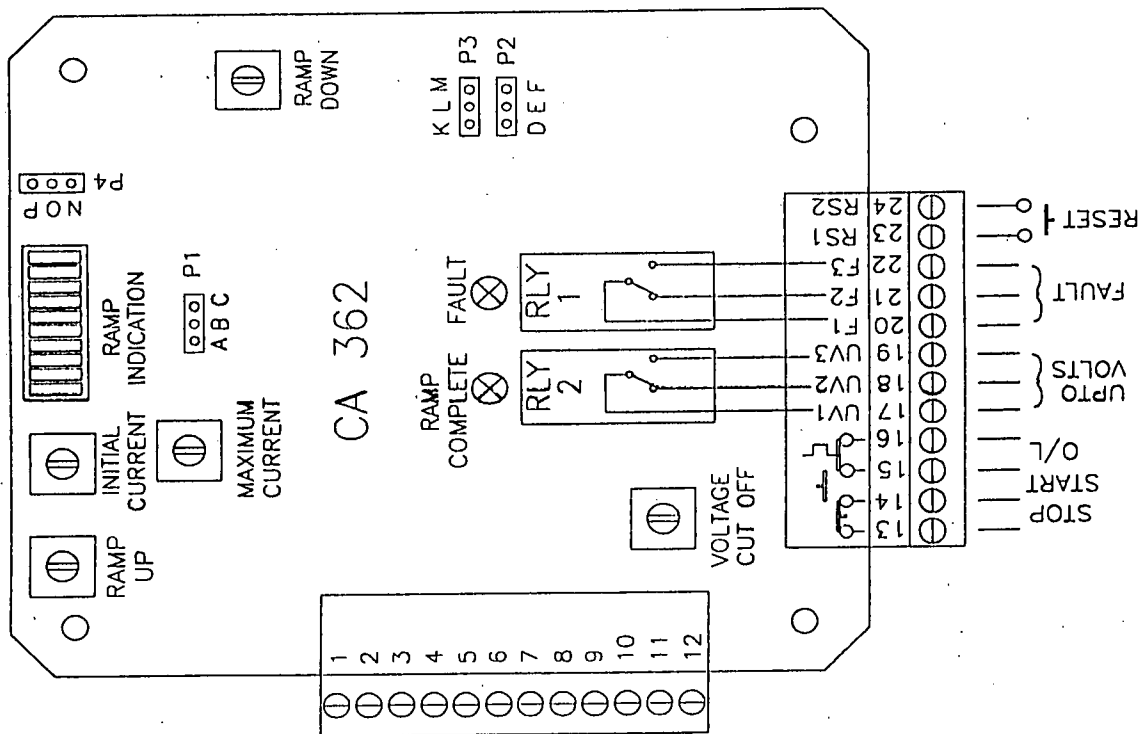 RAMP
DOWN
K L M
P3
P2
D E F
P4
N O P
RAMP
INDICATION
P1
A B C
INITIAL
CURRENT
MAXIMUM
CURRENT
RAMP
UP
CA 362
RAMP
COMPLETE
FAULT
RLY
1
RLY
2
VOLTAGE
CUT OFF
1
2
3
4
5
6
7
8
9
10
11
12
UV1
UV2
UV3
F1
F2
F3
RS1
RS2
13
14
15
16
17
18
19
20
21
22
23
24
STOP
START
O/L
UPTO
VOLTS
FAULT
RESET